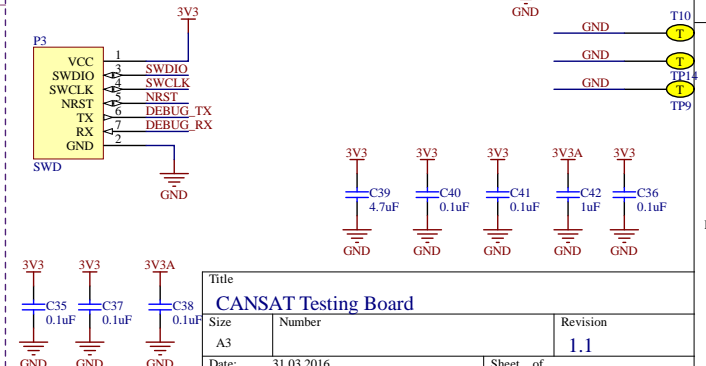 3V3
GND
T10
P3
GND
T
VCC 1
SWDIO 3 SWDIO
GND
T
SWCLK 4 SWCLK
TP14
NRST 5 NRST
GND
T
TX 6 DEBUG_TX
TP9
RX 7 DEBUG_RX
GND 2
SWD
GND
3V3 3V3 3V3 3V3A 3V3
C39 C40 C41 C42 C36
4.7uF 0.1uF 0.1uF 1uF 0.1uF
GND GND GND GND GND
3V3 3V3 3V3A
C35 C37 C38
0.1uF 0.1uF 0.1uF
GND GND GND
Title
CANSAT Testing Board
Size Number Revision
A3 1.1
Date: 31.03.2016 Sheet of